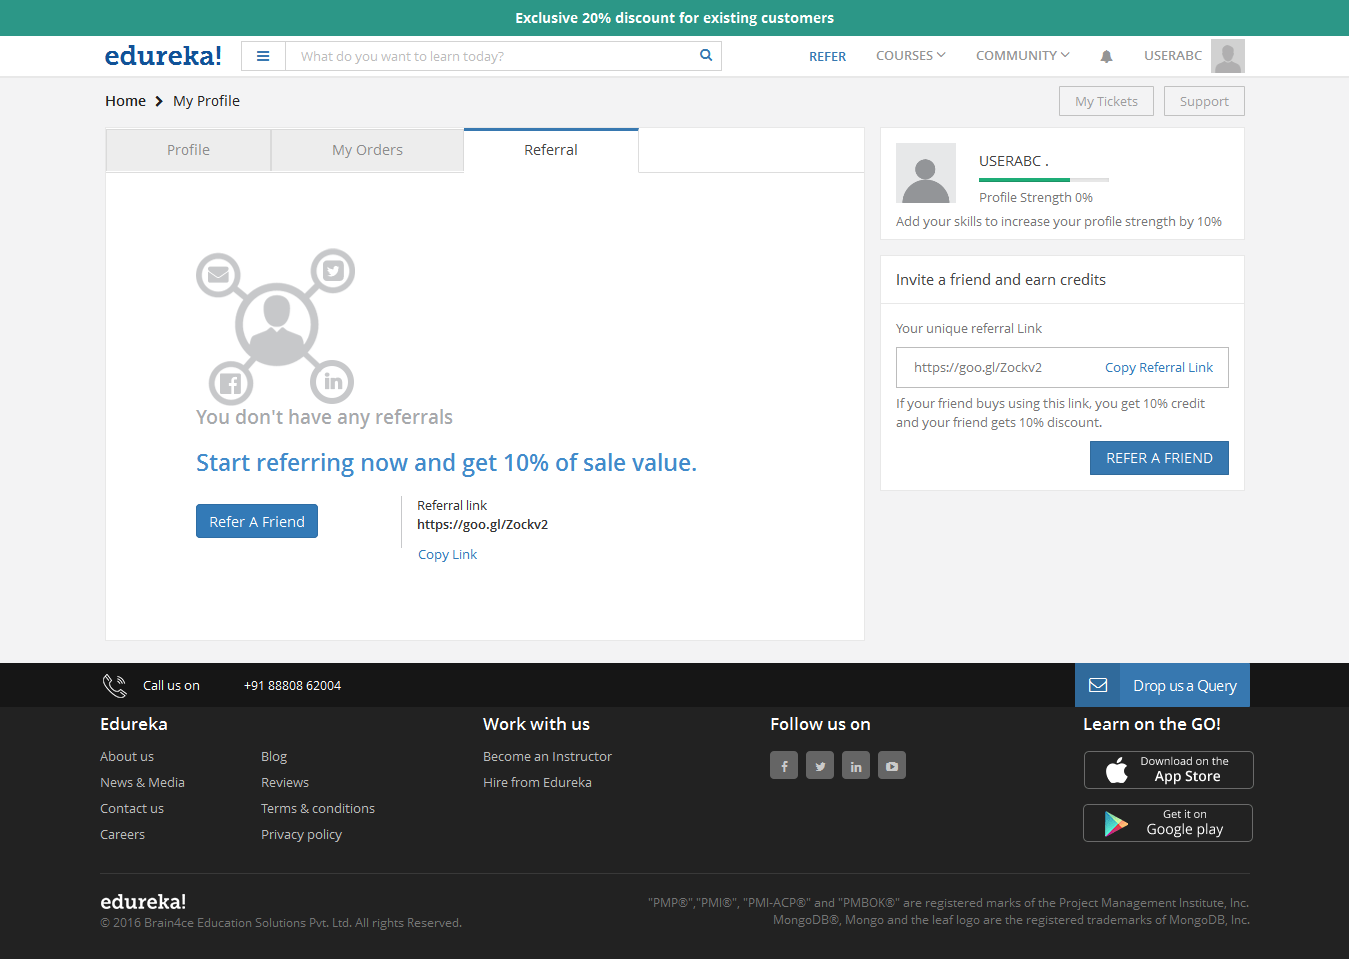 Exclusive 20% discount for existing customers
edureka!
What do you want to learn today?
REFER
COURSES
COMMUNITY
USERABC
Home
My Profile
My Tickets
Support
Profile
My Orders
Referral
You don't have any referrals
Start referring now and get 10% of sale value.
Refer A Friend
Referral link
https://goo.gl/Zockv2
Copy Link
USERABC .
Profile Strength 0%
Add your skills to increase your profile strength by 10%
Invite a friend and earn credits
Your unique referral Link
https://goo.gl/Zockv2
Copy Referral Link
If your friend buys using this link, you get 10% credit
and your friend gets 10% discount.
REFER A FRIEND
Call us on
+91 88808 62004
Drop us a Query
Edureka
About us
News & Media
Contact us
Careers
Blog
Reviews
Terms & conditions
Privacy policy
Work with us
Become an Instructor
Hire from Edureka
Follow us on
Learn on the GO!
Download on the
App Store
Get it on
Google play
edureka!
© 2016 Brain4ce Education Solutions Pvt. Ltd. All rights Reserved.
"PMP®","PMI®", "PMI-ACP®" and "PMBOK®" are registered marks of the Project Management Institute, Inc.
MongoDB®, Mongo and the leaf logo are the registered trademarks of MongoDB, Inc.